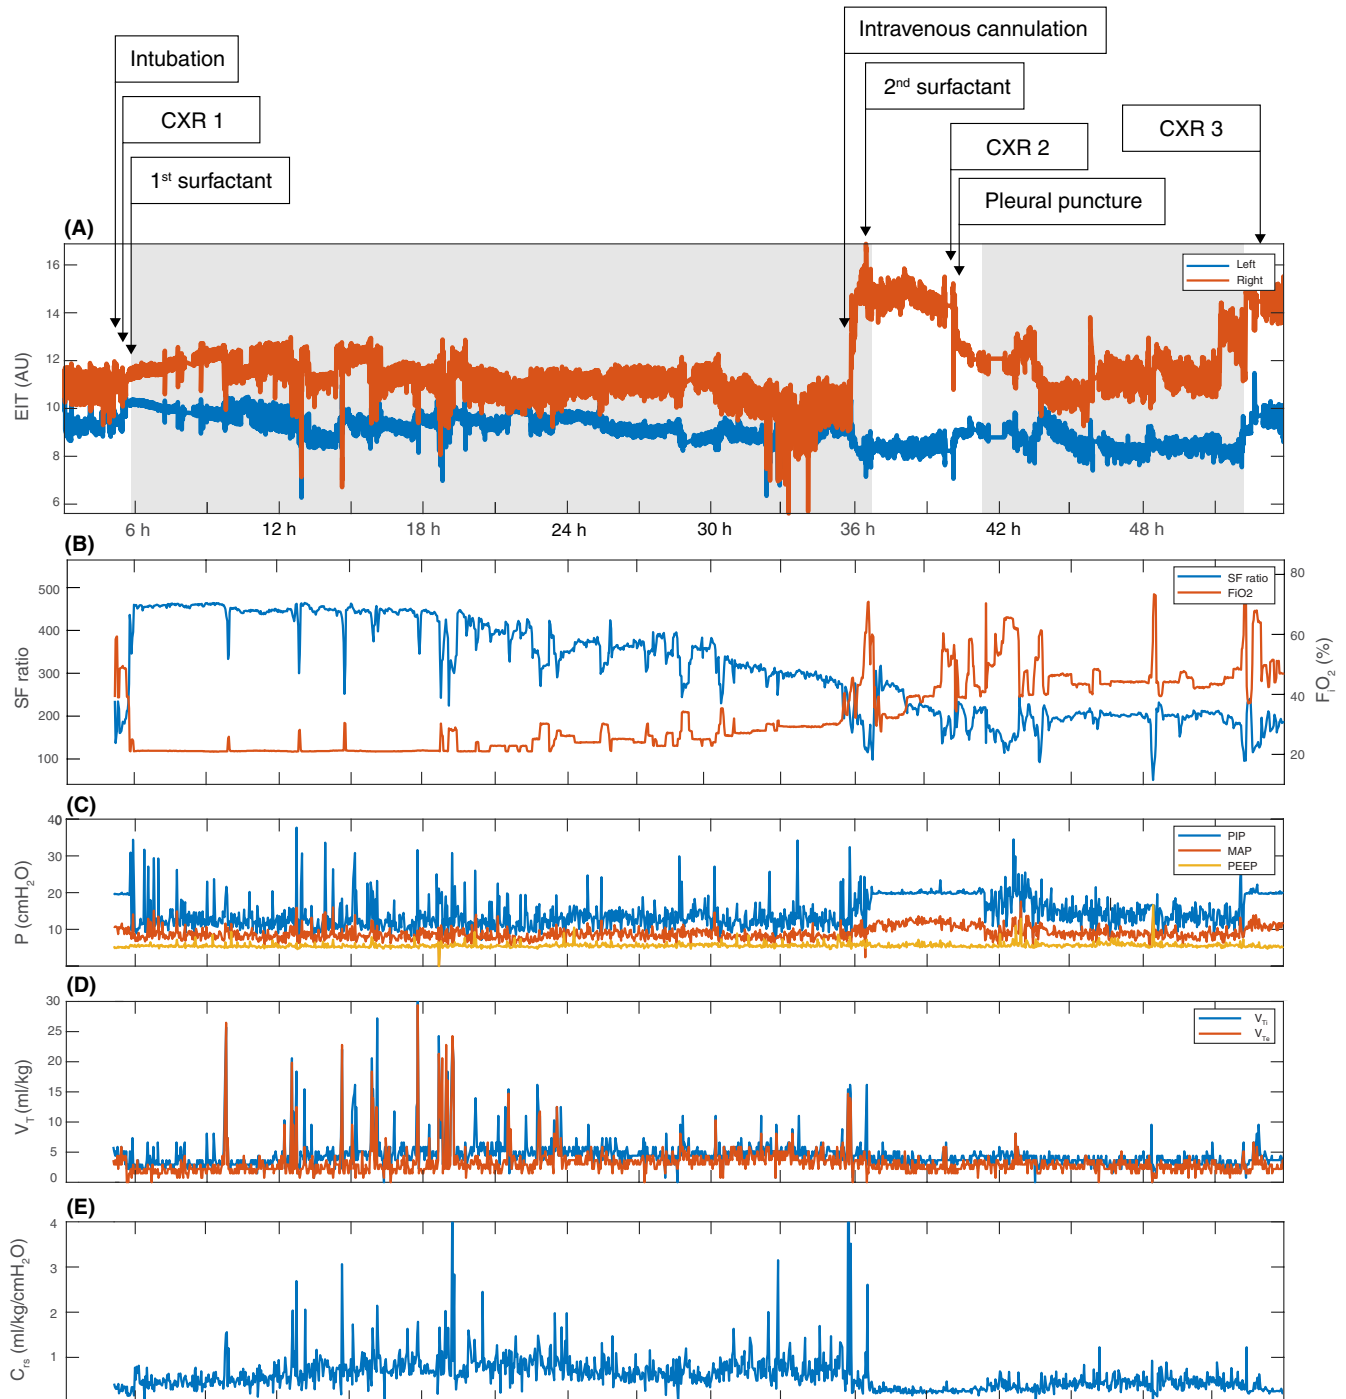 Intravenous cannulation
Intubation
2nd surfactant
CXR 1
CXR 3
CXR 2
1st surfactant
Pleural puncture
(A)
16
14
12
10
8
6
EIT (AU)
Left
Right
6 h
12 h
18 h
24 h
30 h
36 h
42 h
48 h
(B)
500
400
300
200
100
SF ratio
80
60
40
20
FiO2 (%)
SF ratio
FiO2
(C)
40
30
20
10
0
P (cmH2O)
PIP
MAP
PEEP
(D)
30
25
20
15
10
5
0
VT (ml/kg)
VTi
VTe
(E)
4
3
2
1
Crs (ml/kg/cmH2O)